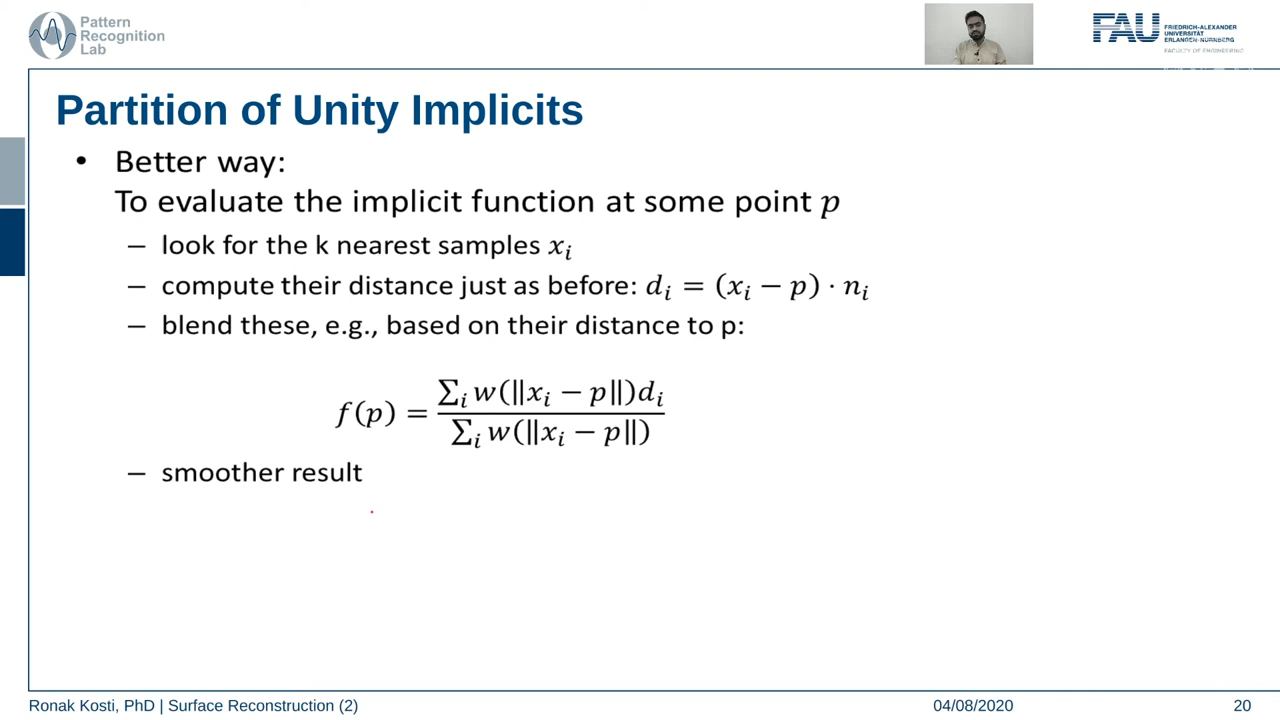 Pattern
Recognition
Lab
FAU
FRIEDRICH-ALEXANDER
UNIVERSITÄT
ERLANGEN-NÜRNBERG
FACULTY OF ENGINEERING
Partition of Unity Implicits
• Better way:
To evaluate the implicit function at some point p
– look for the k nearest samples xᵢ
– compute their distance just as before: dᵢ = (xᵢ − p) · nᵢ
– blend these, e.g., based on their distance to p:
f(p) = ∑ᵢ w(‖xᵢ − p‖)dᵢ / ∑ᵢ w(‖xᵢ − p‖)
– smoother result
Ronak Kosti, PhD | Surface Reconstruction (2)
04/08/2020
20